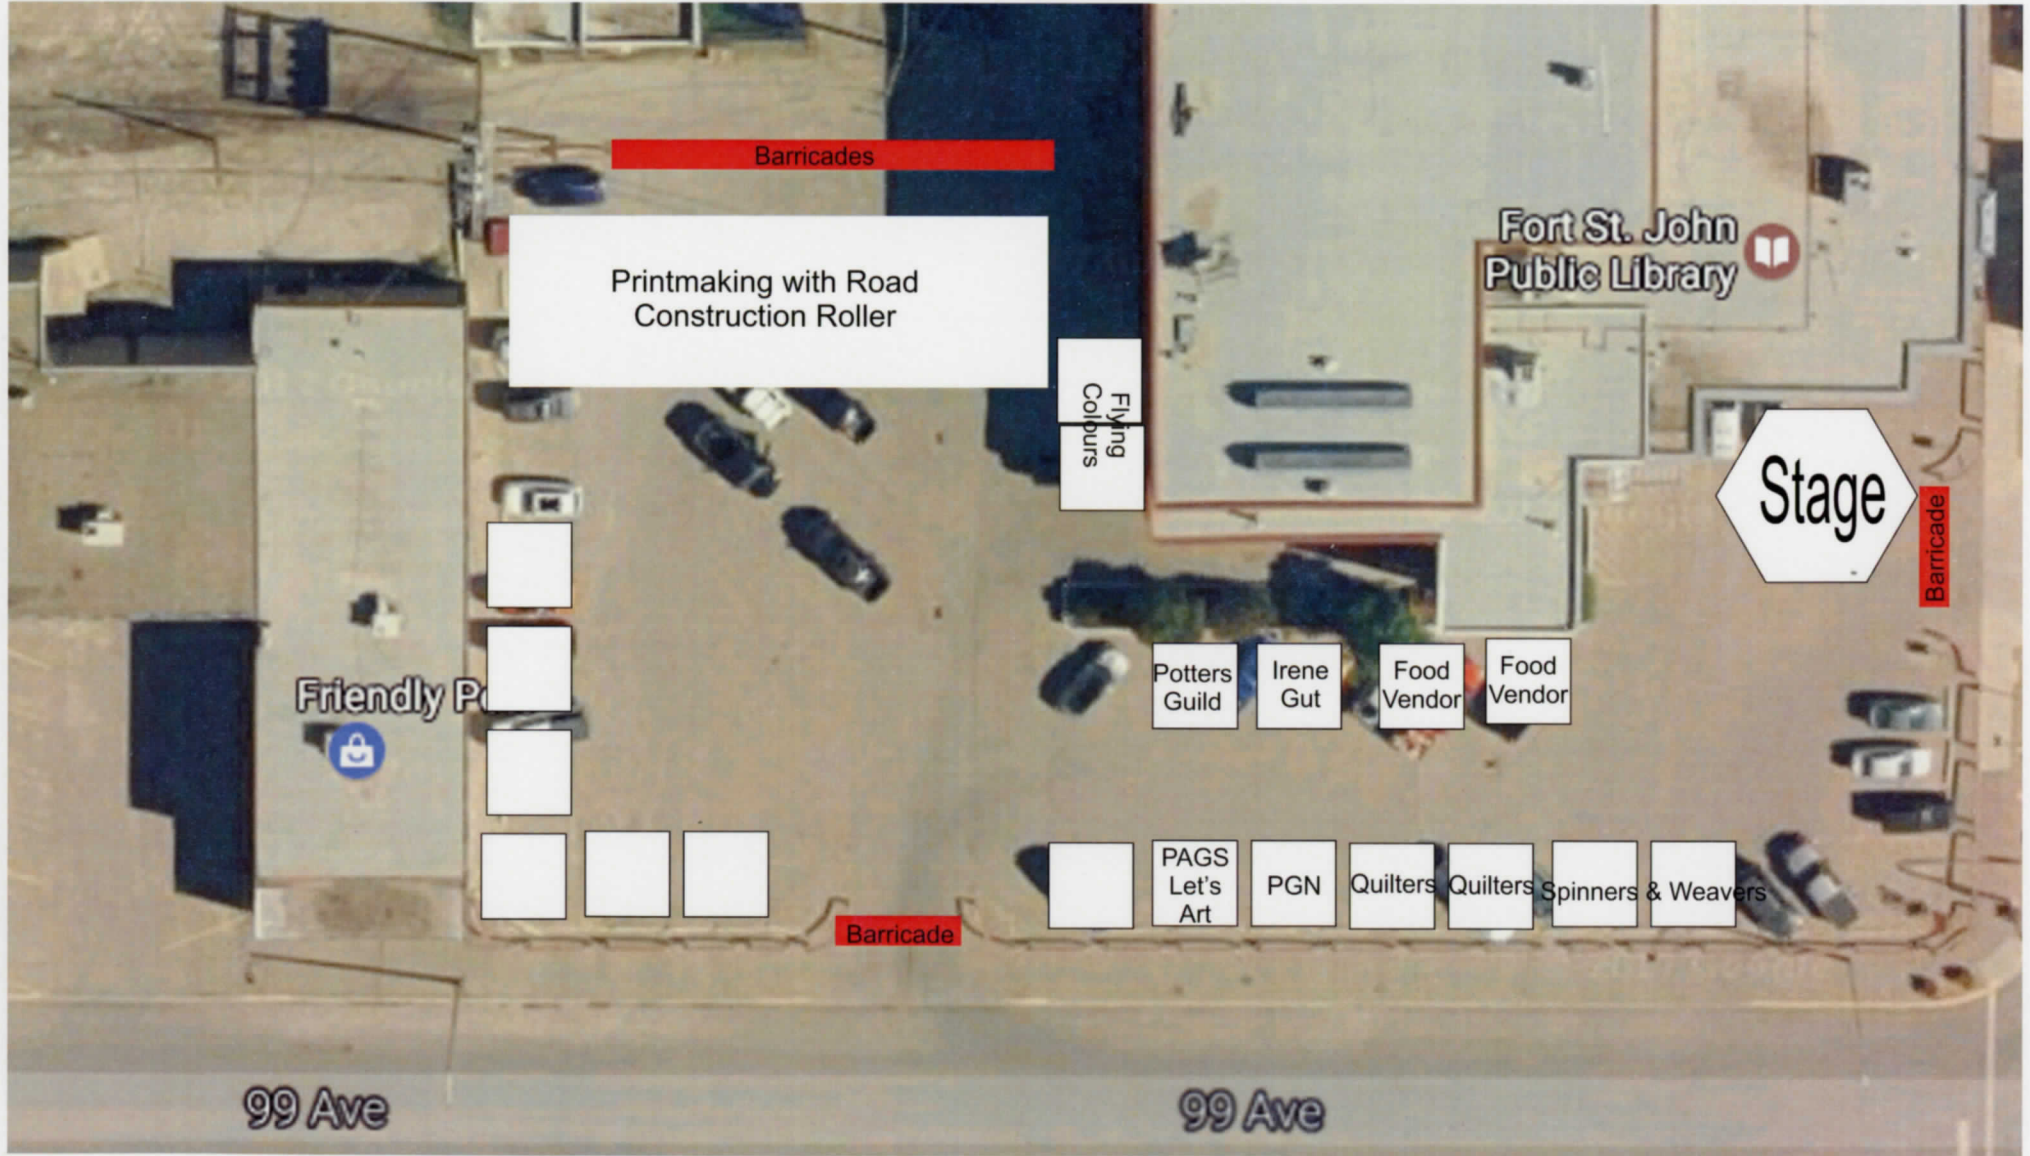 Barricades
Printmaking with Road
Construction Roller
Fort St. John
Public Library
Flying
Colours
Stage
Barricade
Friendly
Potters
Guild
Irene
Gut
Food
Vendor
Food
Vendor
PAGS
Let's
Art
PGN
Quilters
Quilters
Spinners & Weavers
Barricade
99 Ave
99 Ave